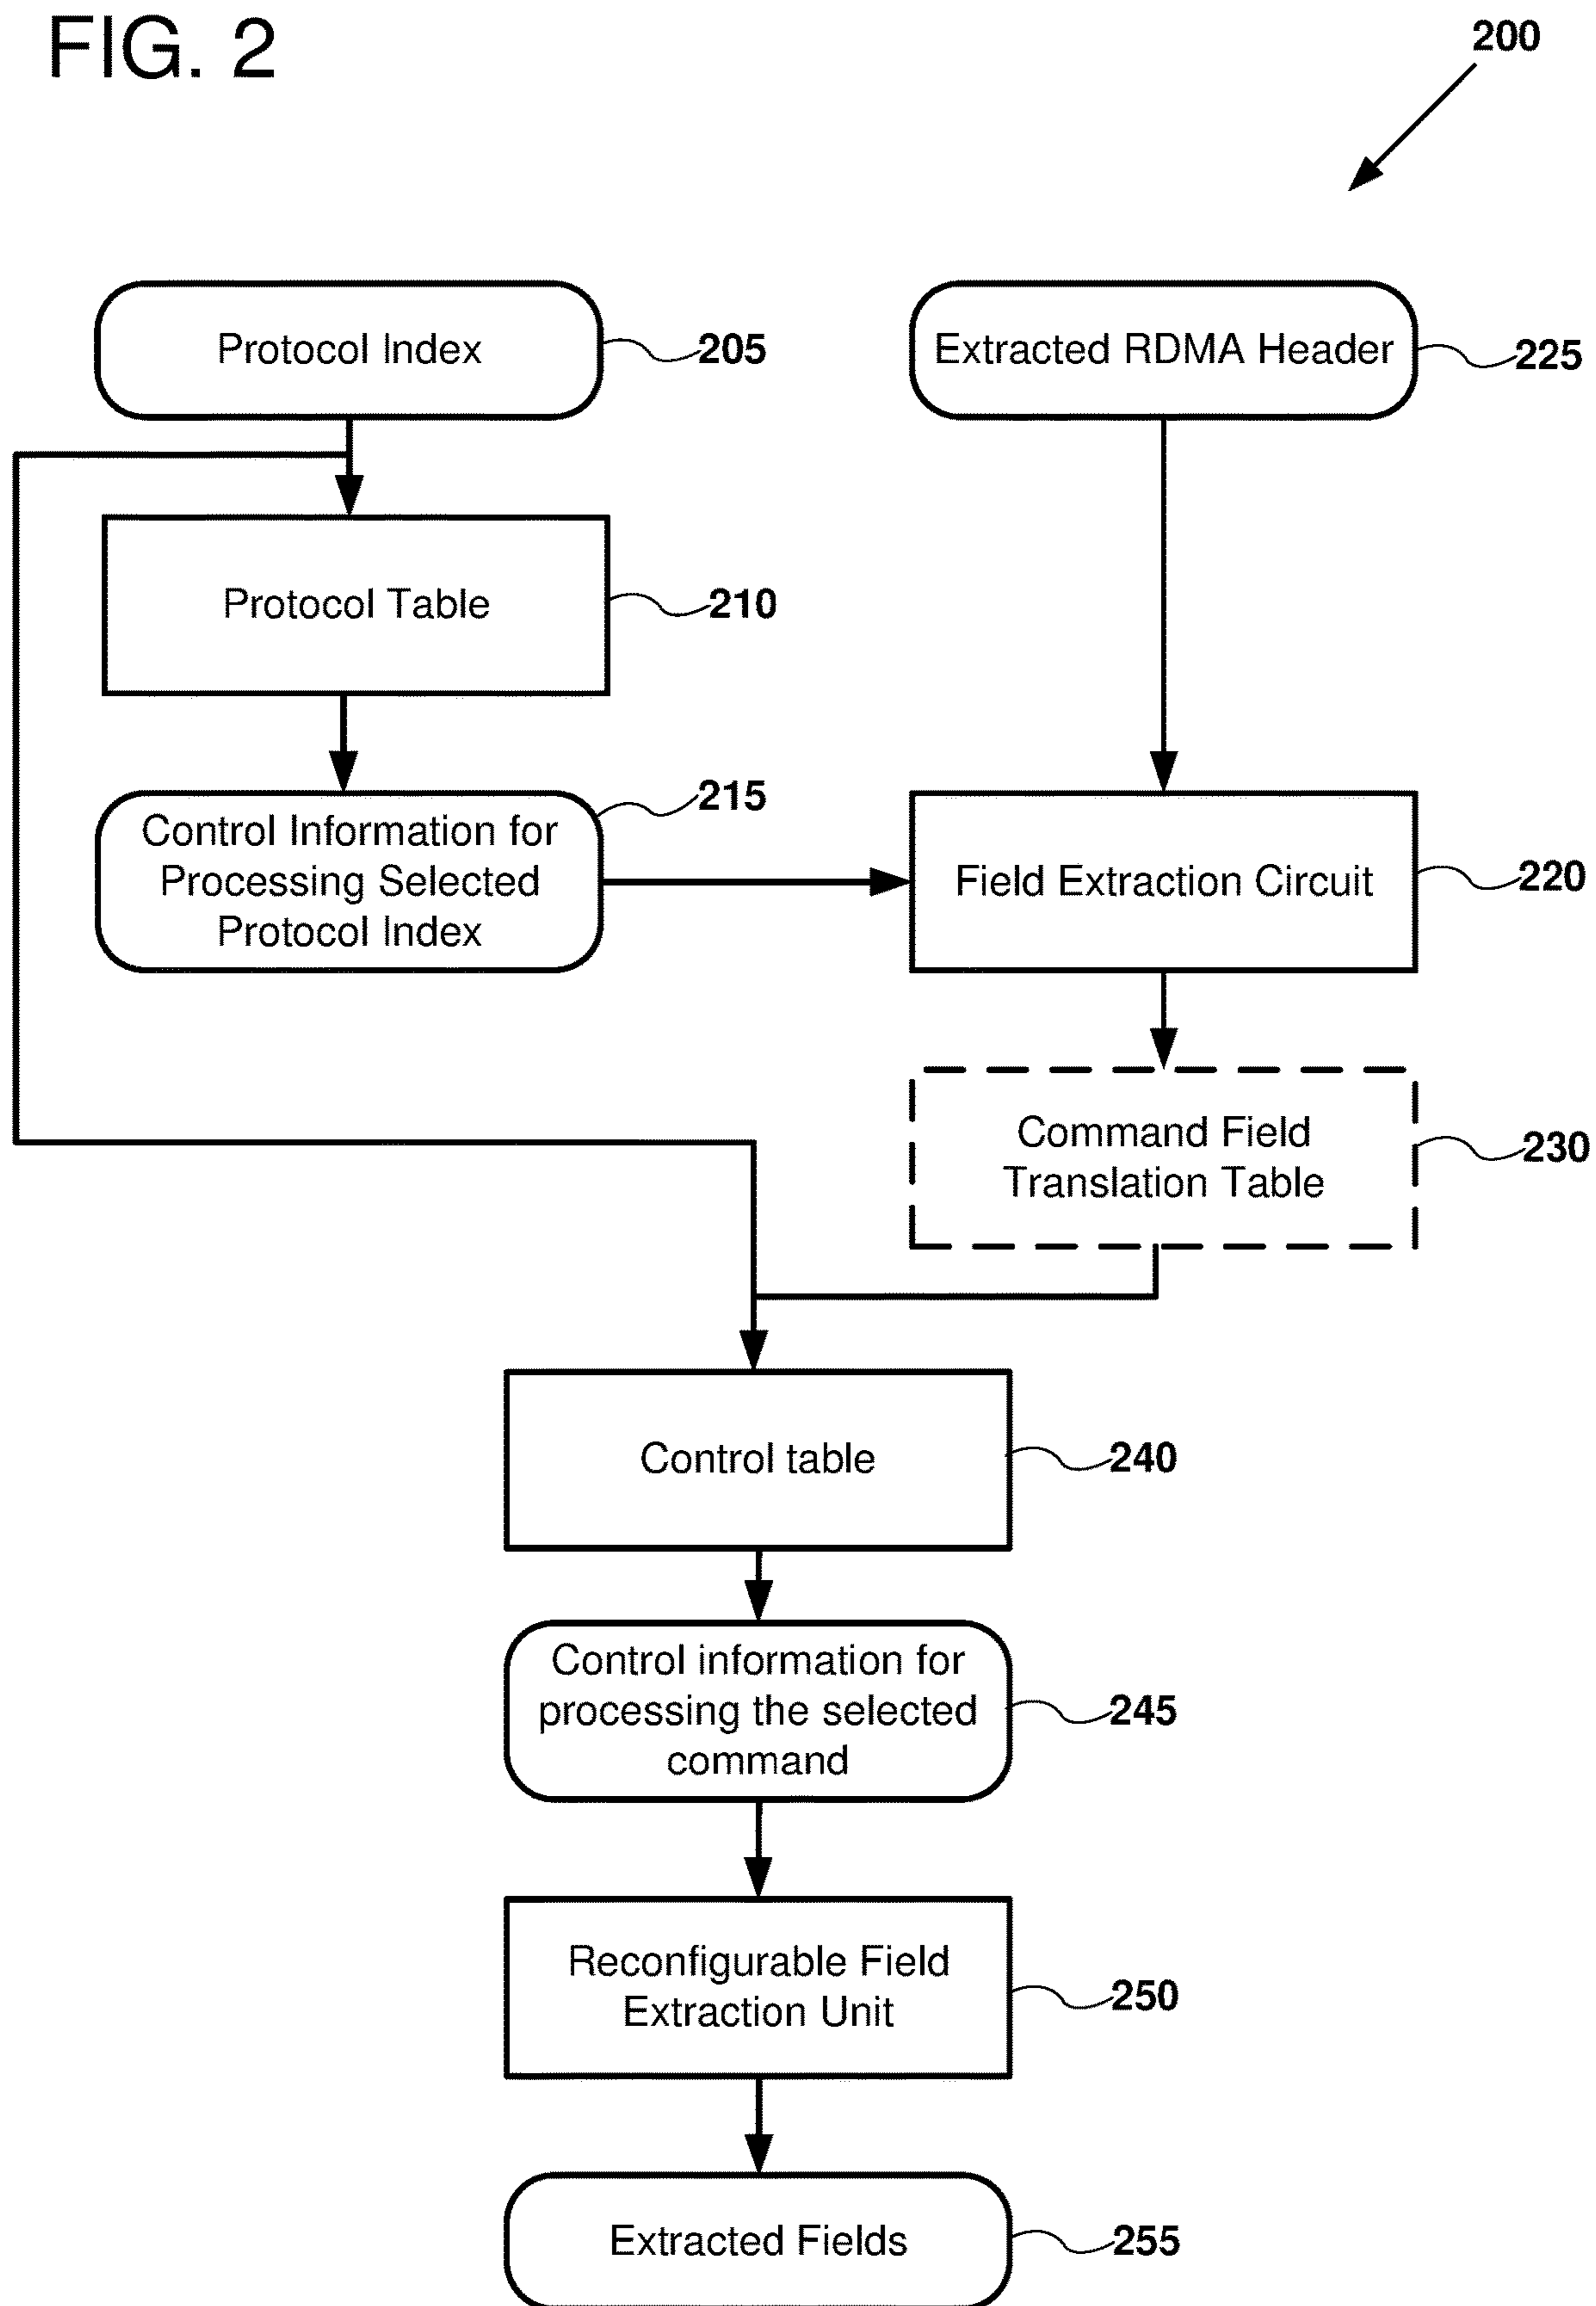 FIG. 2
200
Protocol Index
205
Extracted RDMA Header
225
Protocol Table
210
215
Control Information for
Processing Selected
Protocol Index
Field Extraction Circuit
220
Command Field
Translation Table
230
Control table
240
Control information for
processing the selected
command
245
Reconfigurable Field
Extraction Unit
250
Extracted Fields
255